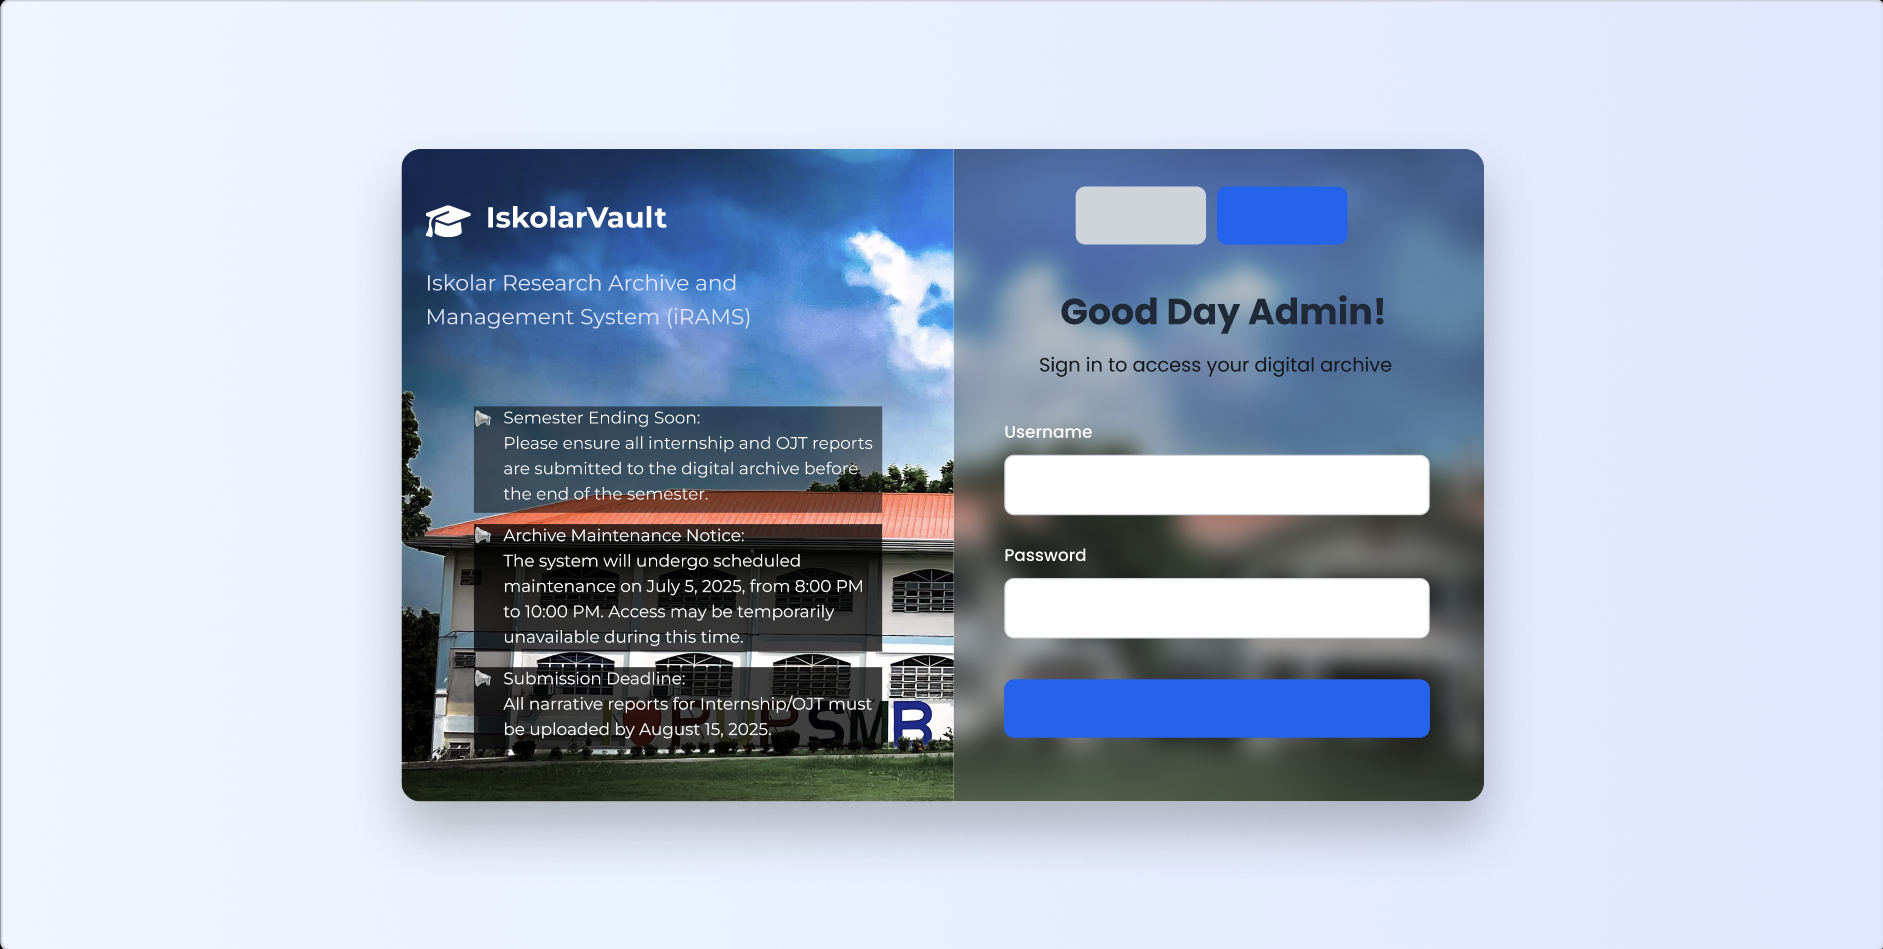 IskolarVault
Iskolar Research Archive and
Management System (iRAMS)
Semester Ending Soon:
Please ensure all internship and OJT reports
are submitted to the digital archive before
the end of the semester.
Archive Maintenance Notice:
The system will undergo scheduled
maintenance on July 5, 2025, from 8:00 PM
to 10:00 PM. Access may be temporarily
unavailable during this time.
Submission Deadline:
All narrative reports for Internship/OJT must
be uploaded by August 15, 2025.
Good Day Admin!
Sign in to access your digital archive
Username
Password